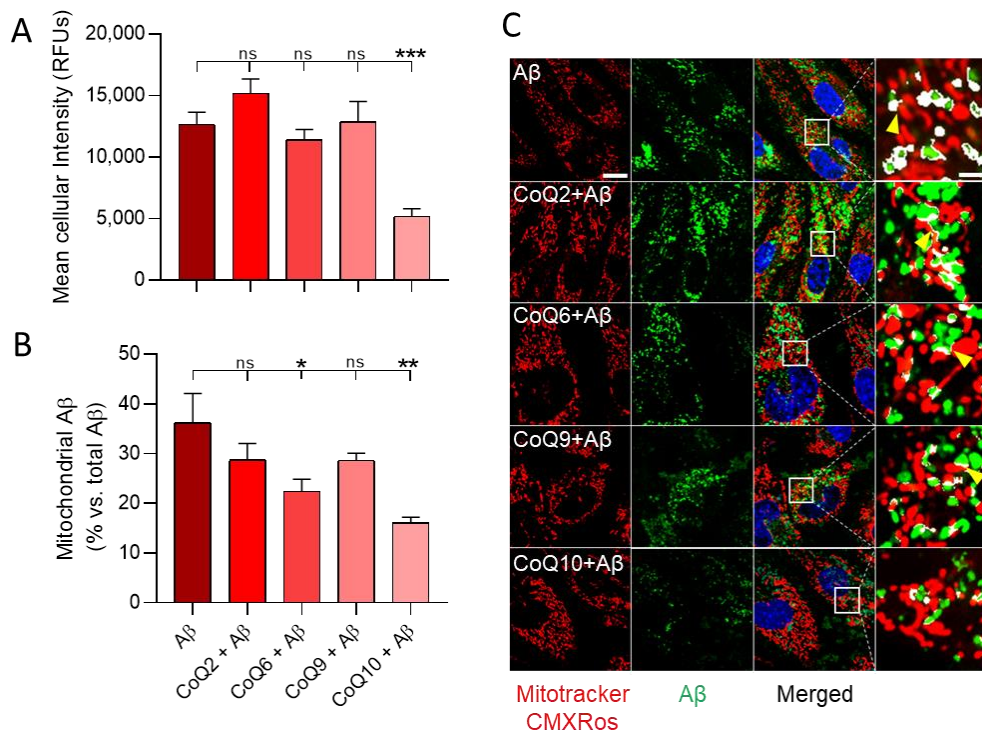 A
Mean cellular Intensity (RFUs)
20,000
15,000
10,000
5,000
0
ns
ns
ns
***
B
Mitochondrial Aβ
(% vs. total Aβ)
50
40
30
20
10
0
ns
*
ns
**
Aβ
CoQ2 + Aβ
CoQ6 + Aβ
CoQ9 + Aβ
CoQ10 + Aβ
C
Aβ
CoQ2+Aβ
CoQ6+Aβ
CoQ9+Aβ
CoQ10+Aβ
Mitotracker
CMXRos
Aβ
Merged